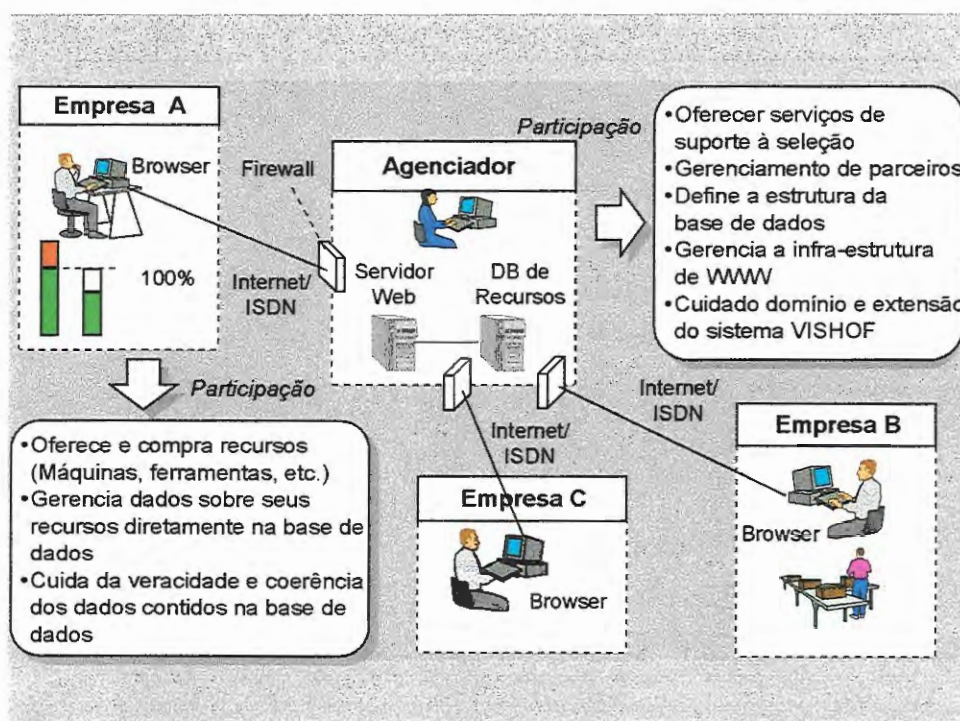 Empresa A
Browser
100%
Firewall
Internet/
ISDN
Participação
Agenciador
Servidor
Web
DB de
Recursos
•Oferecer serviços de
suporte à seleção
•Gerenciamento de parceiros
•Define a estrutura da
base de dados
•Gerencia a infra-estrutura
de WWW
•Cuidado domínio e extensão
do sistema VISHOF
Participação
•Oferece e compra recursos
(Máquinas, ferramentas, etc.)
•Gerencia dados sobre seus
recursos diretamente na base de
dados
•Cuida da veracidade e coerência
dos dados contidos na base de
dados
Internet/
ISDN
Empresa C
Browser
Internet/
ISDN
Empresa B
Browser